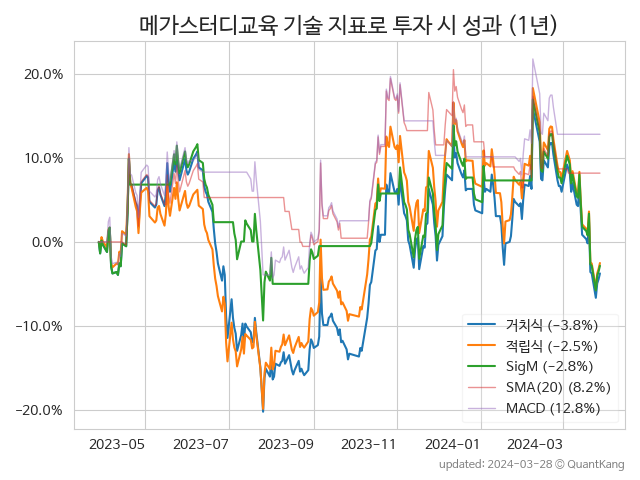 메가스터디교육 기술 지표로 투자 시 성과 (1년)
20.0%
10.0%
0.0%
−10.0%
−20.0%
거치식 (−3.8%)
적립식 (−2.5%)
SigM (−2.8%)
SMA(20) (8.2%)
MACD (12.8%)
2023−05 2023−07 2023−09 2023−11 2024−01 2024−03
updated: 2024−03−28 © QuantKang